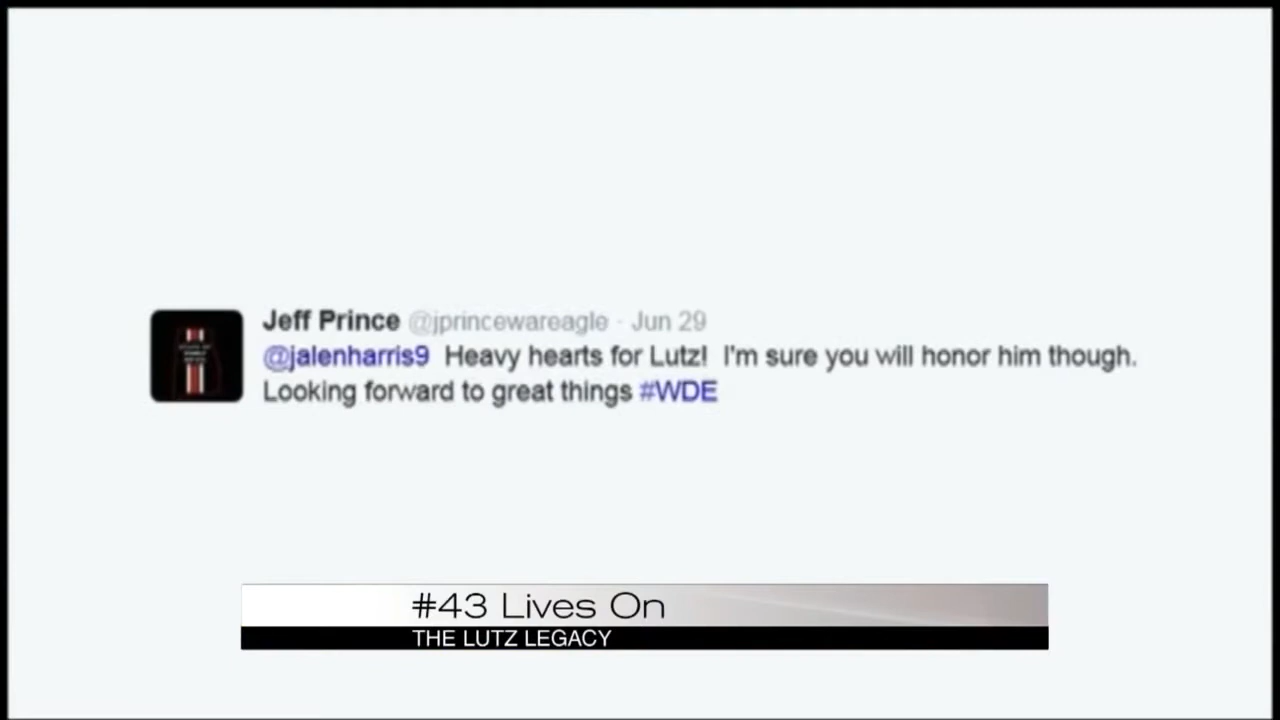 Jeff Prince @jprincewareagle · Jun 29
@jalenharris9 Heavy hearts for Lutz! I'm sure you will honor him though.
Looking forward to great things #WDE
#43 Lives On
THE LUTZ LEGACY